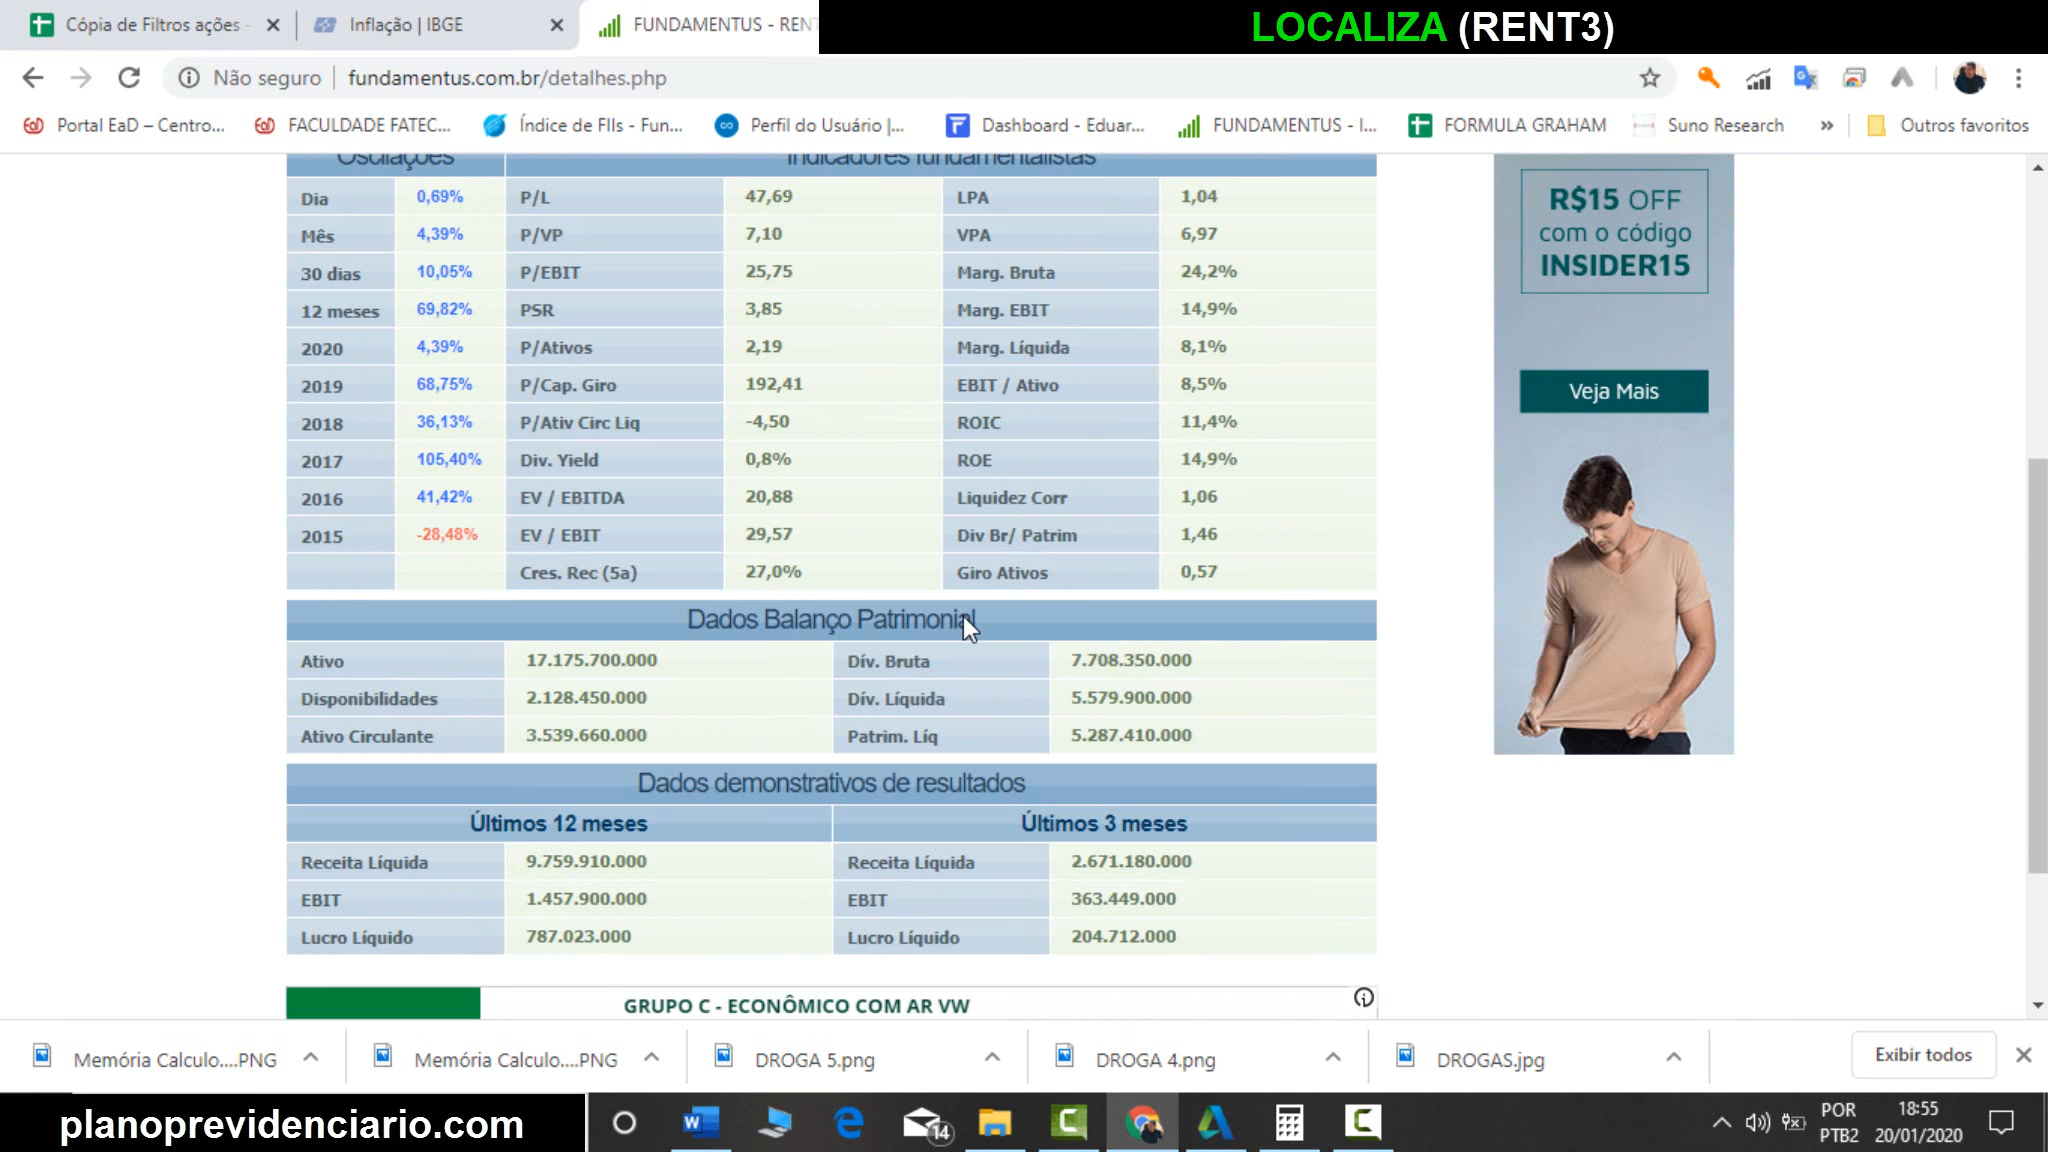 Cópia de Filtros ações -
Inflação | IBGE
FUNDAMENTUS - RENT
LOCALIZA (RENT3)
Não seguro
fundamentus.com.br/detalhes.php
Portal EaD – Centro...
FACULDADE FATEC...
Índice de FIIs - Fun...
Perfil do Usuário |...
Dashboard - Eduar...
FUNDAMENTUS - I...
FORMULA GRAHAM
Suno Research
»
Outros favoritos
Oscilações
Indicadores fundamentalistas
Dia 0,69% P/L 47,69 LPA 1,04
Mês 4,39% P/VP 7,10 VPA 6,97
30 dias 10,05% P/EBIT 25,75 Marg. Bruta 24,2%
12 meses 69,82% PSR 3,85 Marg. EBIT 14,9%
2020 4,39% P/Ativos 2,19 Marg. Líquida 8,1%
2019 68,75% P/Cap. Giro 192,41 EBIT / Ativo 8,5%
2018 36,13% P/Ativ Circ Liq -4,50 ROIC 11,4%
2017 105,40% Div. Yield 0,8% ROE 14,9%
2016 41,42% EV / EBITDA 20,88 Liquidez Corr 1,06
2015 -28,48% EV / EBIT 29,57 Div Br/ Patrim 1,46
Cres. Rec (5a) 27,0% Giro Ativos 0,57
Dados Balanço Patrimonial
Ativo 17.175.700.000 Dív. Bruta 7.708.350.000
Disponibilidades 2.128.450.000 Dív. Líquida 5.579.900.000
Ativo Circulante 3.539.660.000 Patrim. Líq 5.287.410.000
Dados demonstrativos de resultados
Últimos 12 meses Últimos 3 meses
Receita Líquida 9.759.910.000 Receita Líquida 2.671.180.000
EBIT 1.457.900.000 EBIT 363.449.000
Lucro Líquido 787.023.000 Lucro Líquido 204.712.000
GRUPO C - ECONÔMICO COM AR VW
R$15 OFF
com o código
INSIDER15
Veja Mais
Memória Calculo....PNG
Memória Calculo....PNG
DROGA 5.png
DROGA 4.png
DROGAS.jpg
Exibir todos
planoprevidenciario.com
14
POR
PTB2
18:55
20/01/2020